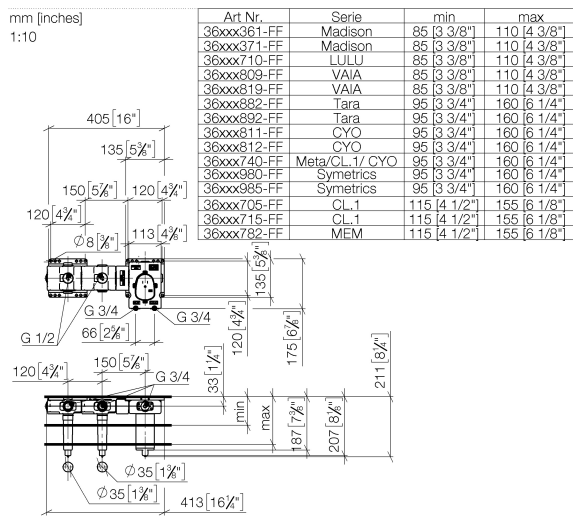 mm [inches]
1:10
Art Nr. Serie min max
36xxx361-FF Madison 85 [3 3/8"] 110 [4 3/8"]
36xxx371-FF Madison 85 [3 3/8"] 110 [4 3/8"]
36xxx710-FF LULU 85 [3 3/8"] 110 [4 3/8"]
36xxx809-FF VAIA 85 [3 3/8"] 110 [4 3/8"]
36xxx819-FF VAIA 85 [3 3/8"] 110 [4 3/8"]
36xxx882-FF Tara 95 [3 3/4"] 160 [6 1/4"]
36xxx892-FF Tara 95 [3 3/4"] 160 [6 1/4"]
36xxx811-FF CYO 95 [3 3/4"] 160 [6 1/4"]
36xxx812-FF CYO 95 [3 3/4"] 160 [6 1/4"]
36xxx740-FF Meta/CL.1/ CYO 95 [3 3/4"] 160 [6 1/4"]
36xxx980-FF Symetrics 95 [3 3/4"] 160 [6 1/4"]
36xxx985-FF Symetrics 95 [3 3/4"] 160 [6 1/4"]
36xxx705-FF CL.1 115 [4 1/2"] 155 [6 1/8"]
36xxx715-FF CL.1 115 [4 1/2"] 155 [6 1/8"]
36xxx782-FF MEM 115 [4 1/2"] 155 [6 1/8"]
405[16"]
135[5⅜"]
150[5⅞"] 120[4¾"]
120[4¾"] 113[4⅜"]
Ø8[⅜"]
135[5⅜"]
120[4¾"]
175[6⅞"]
G 3/4 G 3/4
G 1/2 66[2⅝"]
150[5⅞"]
120[4¾"] G 3/4
33[1¼"]
211[8¼"]
min
max
187[7⅜"]
207[8⅛"]
Ø35[1⅜"]
Ø35[1⅜"]
413[16¼"]